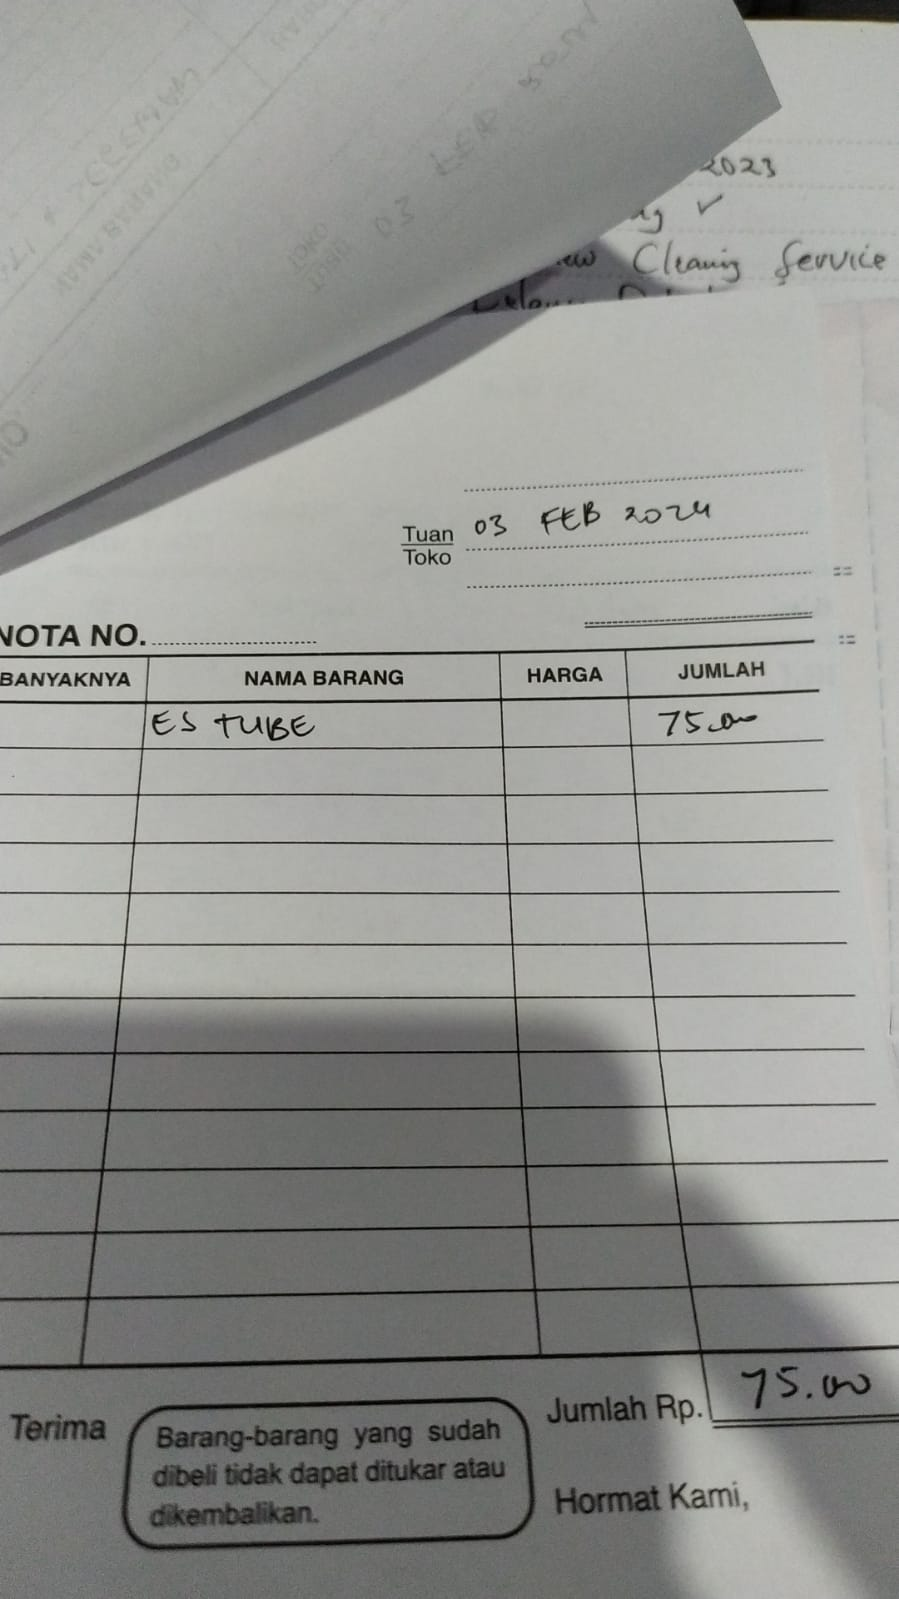 2023
Cleaning Service
Tuan 03 FEB 2024
Toko
NOTA NO.
BANYAKNYA NAMA BARANG HARGA JUMLAH
ES TUBE 75.000
Jumlah Rp. 75.000
Terima
Barang-barang yang sudah
dibeli tidak dapat ditukar atau
dikembalikan.
Hormat Kami,